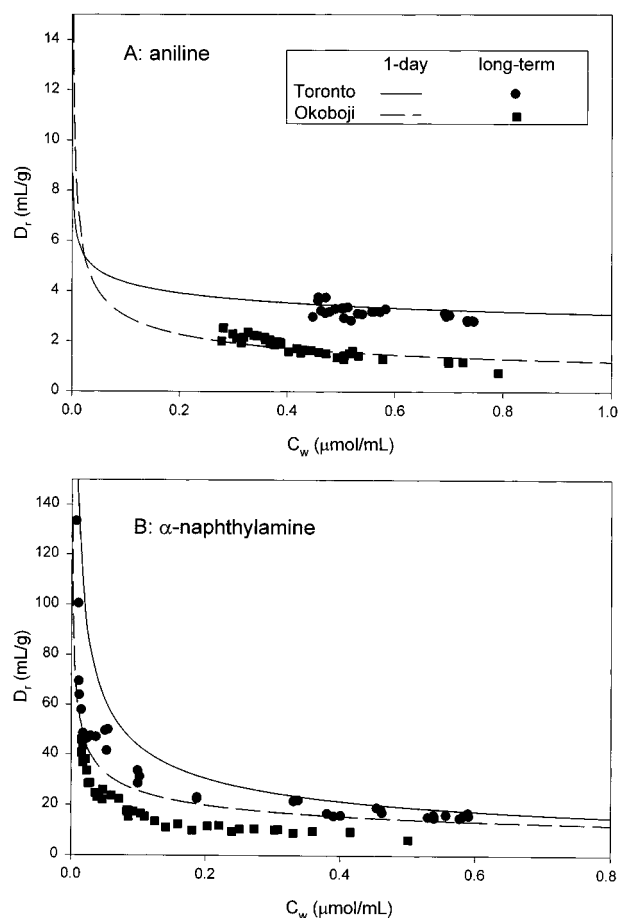 A: aniline
1-day long-term
Toronto
Okoboji
14
12
10
8
6
4
2
0
D_r (mL/g)
0.0 0.2 0.4 0.6 0.8 1.0
C_w (μmol/mL)
B: α-naphthylamine
140
120
100
80
60
40
20
0
D_r (mL/g)
0.0 0.2 0.4 0.6 0.8
C_w (μmol/mL)